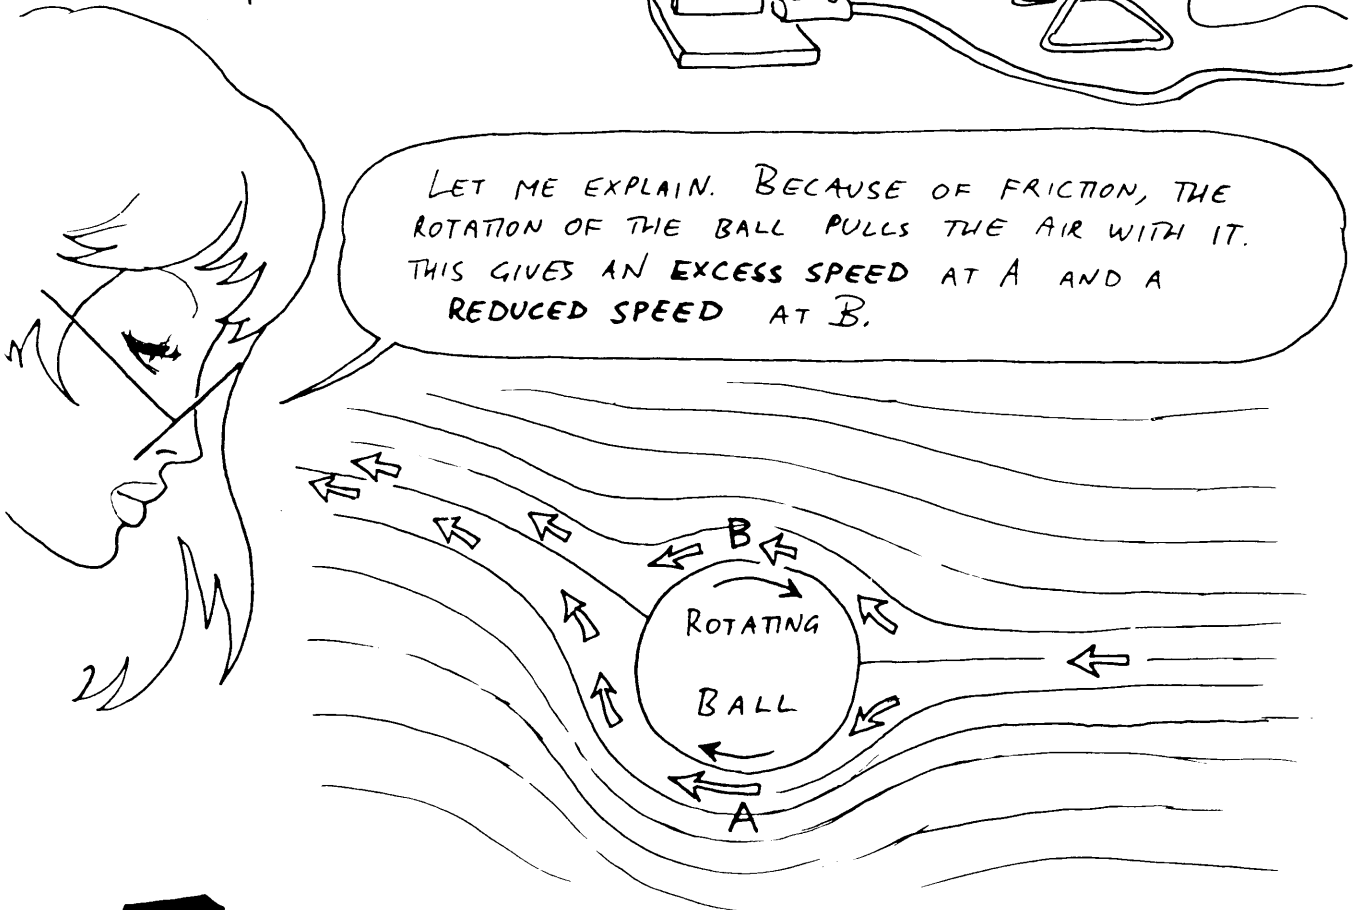 LET ME EXPLAIN. BECAUSE OF FRICTION, THE
ROTATION OF THE BALL PULLS THE AIR WITH IT.
THIS GIVES AN EXCESS SPEED AT A AND A
REDUCED SPEED AT B.
B
ROTATING
BALL
A